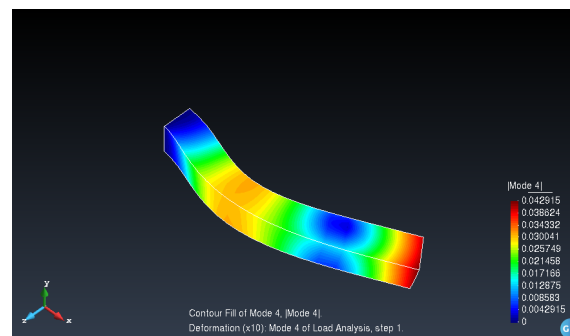 |Mode 4|
0.042915
0.038624
0.034332
0.030041
0.025749
0.021458
0.017166
0.012875
0.008583
0.0042915
0
y
z
x
Contour Fill of Mode 4, |Mode 4|.
Deformation (x10): Mode 4 of Load Analysis, step 1.